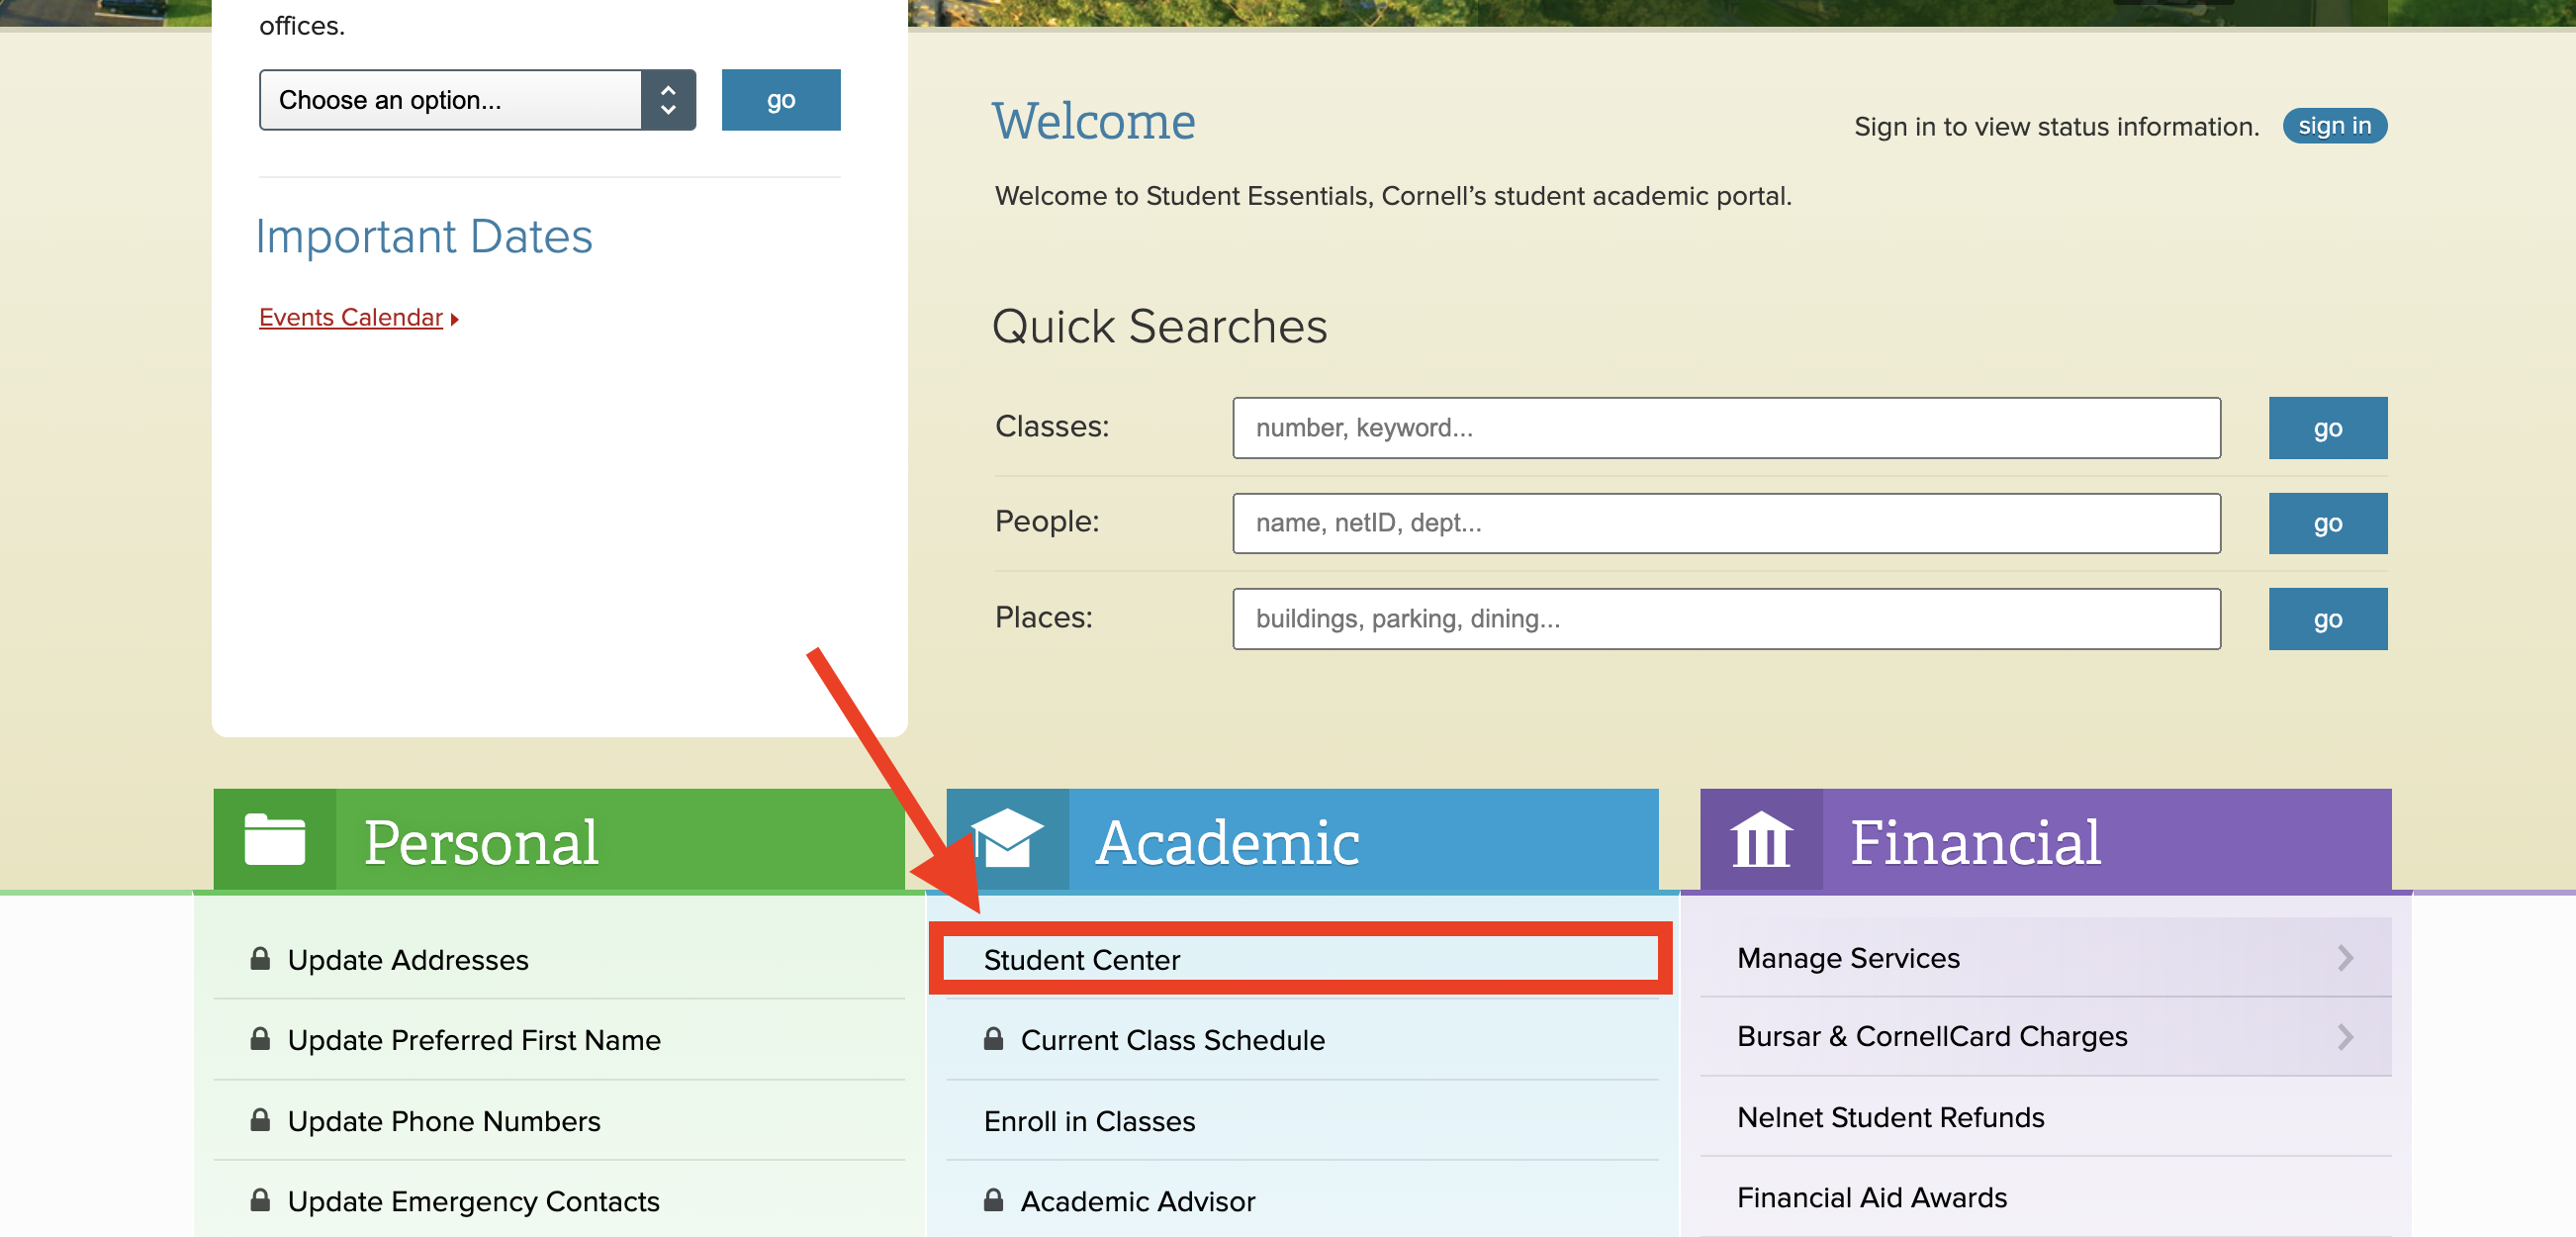 offices.
Choose an option...
go
Important Dates
Events Calendar
Welcome
Sign in to view status information.
sign in
Welcome to Student Essentials, Cornell’s student academic portal.
Quick Searches
Classes:
number, keyword...
go
People:
name, netID, dept...
go
Places:
buildings, parking, dining...
go
Personal
Update Addresses
Update Preferred First Name
Update Phone Numbers
Update Emergency Contacts
Academic
Student Center
Current Class Schedule
Enroll in Classes
Academic Advisor
Financial
Manage Services
Bursar & CornellCard Charges
Nelnet Student Refunds
Financial Aid Awards